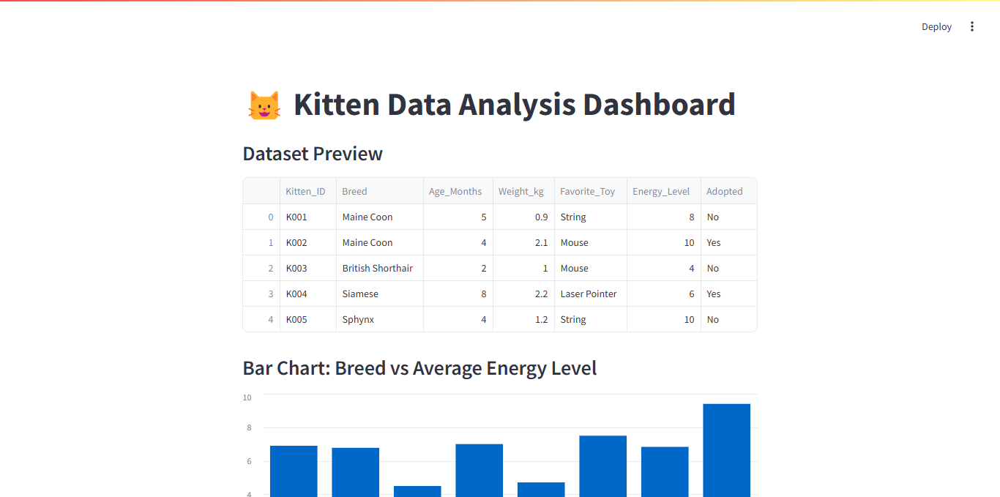 Deploy
Kitten Data Analysis Dashboard
Dataset Preview
Kitten_ID Breed Age_Months Weight_kg Favorite_Toy Energy_Level Adopted
0 K001 Maine Coon 5 0.9 String 8 No
1 K002 Maine Coon 4 2.1 Mouse 10 Yes
2 K003 British Shorthair 2 1 Mouse 4 No
3 K004 Siamese 8 2.2 Laser Pointer 6 Yes
4 K005 Sphynx 4 1.2 String 10 No
Bar Chart: Breed vs Average Energy Level
10
8
6
4